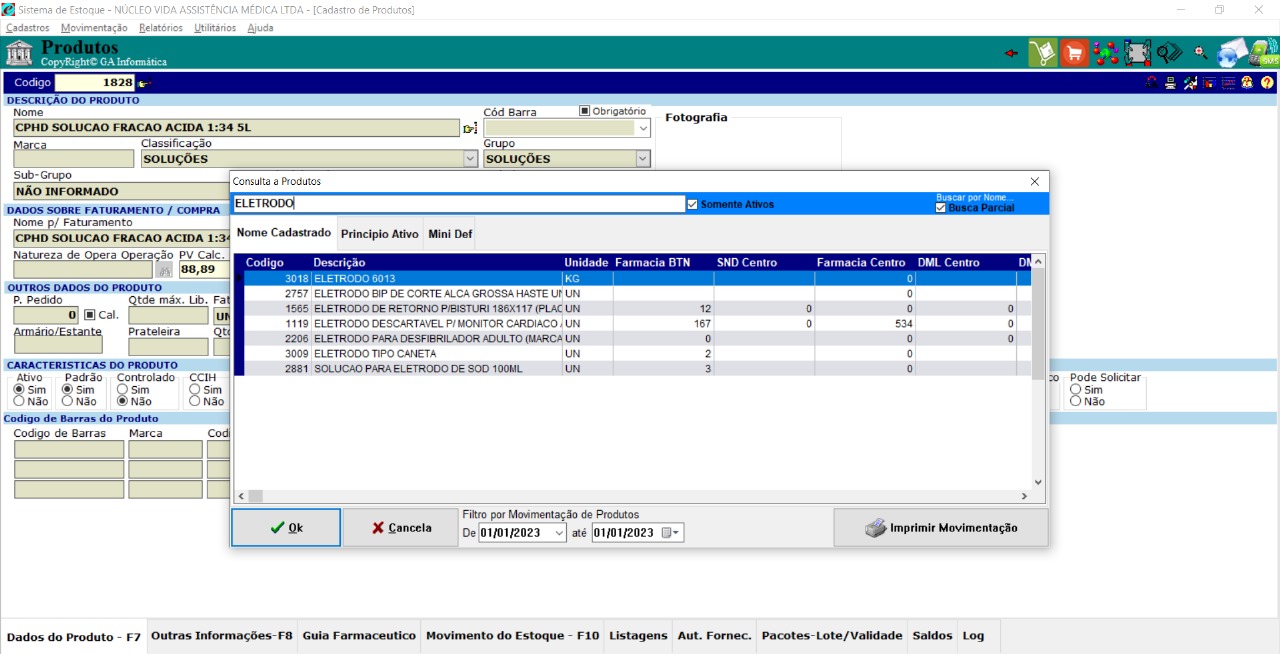 Sistema de Estoque - NÚCLEO VIDA ASSISTÊNCIA MÉDICA LTDA - [Cadastro de Produtos]
Cadastros Movimentação Relatórios Utilitários Ajuda
Produtos
CopyRight© GA Informática
SMS
Codigo 1828
DESCRIÇÃO DO PRODUTO
Nome
CPHD SOLUCAO FRACAO ACIDA 1:34 5L
Cód Barra Obrigatório
Fotografia
Marca Classificação Grupo
SOLUÇÕES SOLUÇÕES
Sub-Grupo
NÃO INFORMADO
DADOS SOBRE FATURAMENTO / COMPRA
Nome p/ Faturamento
CPHD SOLUCAO FRACAO ACIDA 1:34
Natureza de Opera Operação PV Calc.
88,89
OUTROS DADOS DO PRODUTO
P. Pedido Qtde máx. Lib. Fat
0 Cal. UN
Armário/Estante Prateleira Qtd
CARACTERISTICAS DO PRODUTO
Ativo Padrão Controlado CCIH
Sim Sim Sim Sim
Não Não Não Não
co Pode Solicitar
Sim
Não
Codigo de Barras do Produto
Codigo de Barras Marca Codi
Consulta a Produtos
ELETRODO
Somente Ativos
Buscar por Nome...
Busca Parcial
Nome Cadastrado Principio Ativo Mini Def
Codigo Descrição Unidade Farmacia BTN SND Centro Farmacia Centro DML Centro DM
3018 ELETRODO 6013 KG 0
2757 ELETRODO BIP DE CORTE ALCA GROSSA HASTE UN UN 0
1565 ELETRODO DE RETORNO P/BISTURI 186X117 (PLAC UN 12 0 0 0
1119 ELETRODO DESCARTAVEL P/ MONITOR CARDIACO UN 167 0 534 0
2206 ELETRODO PARA DESFIBRILADOR ADULTO (MARCA UN 0 0 0
3009 ELETRODO TIPO CANETA UN 2 0
2881 SOLUCAO PARA ELETRODO DE SOD 100ML UN 3 0
Ok
Cancela
Filtro por Movimentação de Produtos
De 01/01/2023 até 01/01/2023
Imprimir Movimentação
Dados do Produto - F7 Outras Informações-F8 Guia Farmaceutico Movimento do Estoque - F10 Listagens Aut. Fornec. Pacotes-Lote/Validade Saldos Log